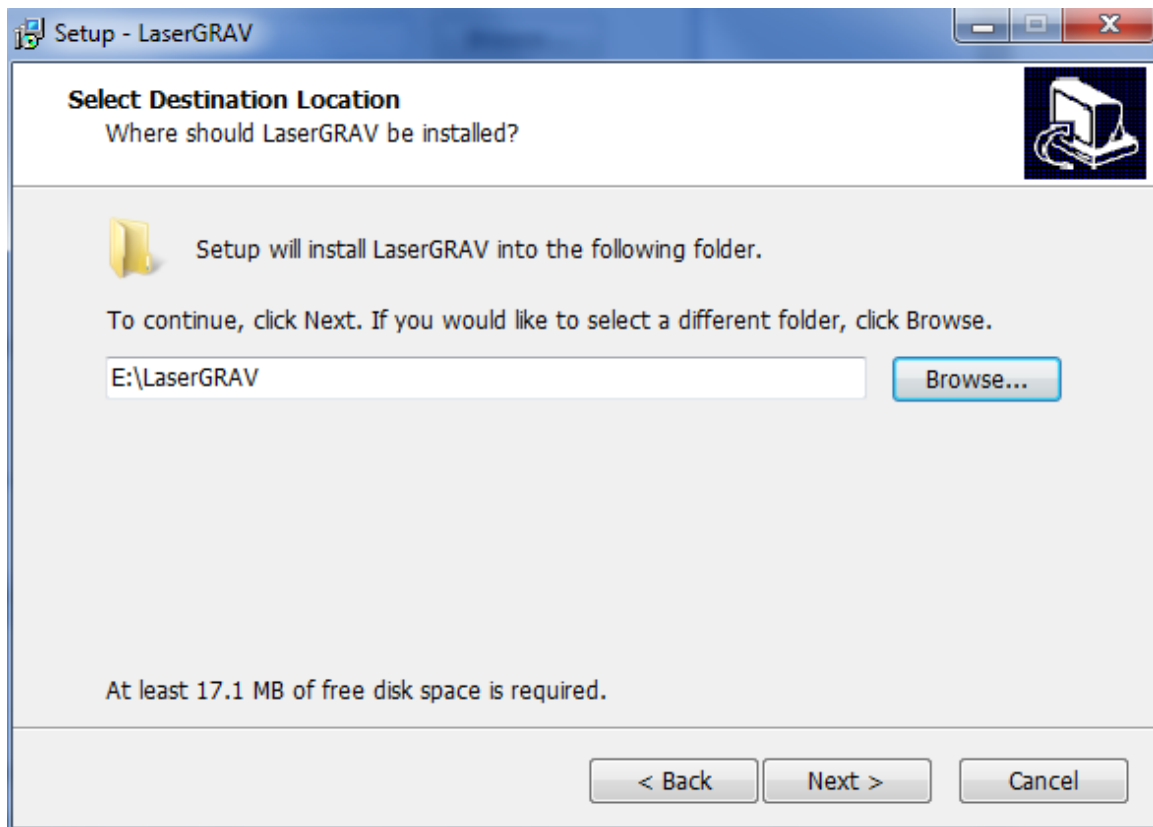 Setup - LaserGRAV
Select Destination Location
Where should LaserGRAV be installed?
Setup will install LaserGRAV into the following folder.
To continue, click Next. If you would like to select a different folder, click Browse.
E:\LaserGRAV
Browse...
At least 17.1 MB of free disk space is required.
< Back
Next >
Cancel